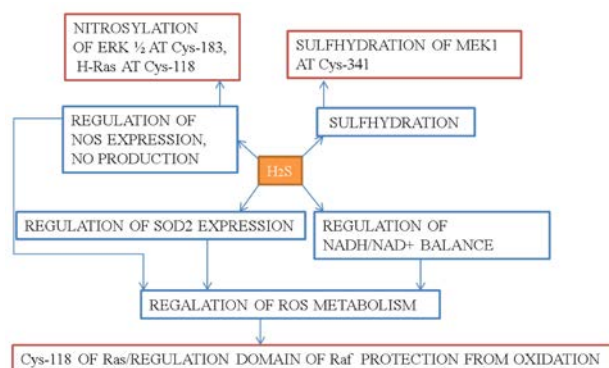 NITROSYLATION
OF ERK ½ AT Cys-183,
H-Ras AT Cys-118
SULFHYDRATION OF MEK1
AT Cys-341
REGULATION OF
NOS EXPRESSION,
NO PRODUCTION
SULFHYDRATION
H2S
REGULATION OF SOD2 EXPRESSION
REGULATION OF
NADH/NAD+ BALANCE
REGALATION OF ROS METABOLISM
Cys-118 OF Ras/REGULATION DOMAIN OF Raf PROTECTION FROM OXIDATION